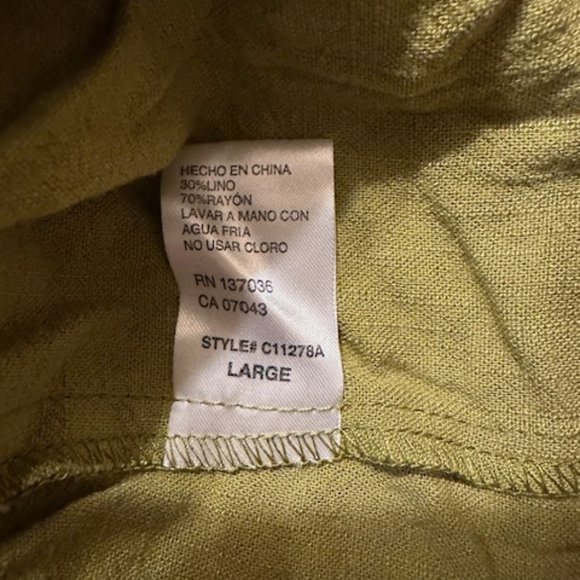 HECHO EN CHINA
30%LINO
70%RAYÓN
LAVAR A MANO CON
AGUA FRIA
NO USAR CLORO
RN 137036
CA 07043
STYLE# C11278A
LARGE